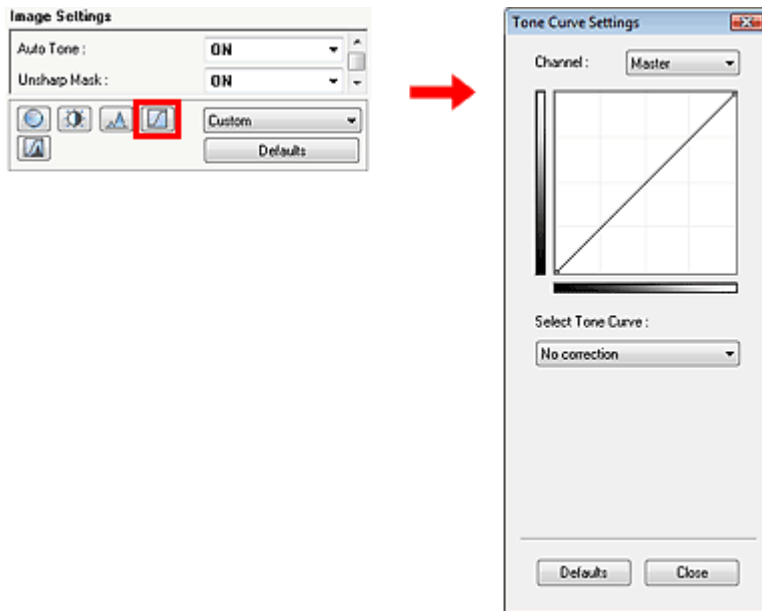 Image Settings
Auto Tone : ON
Unsharp Mask : ON
Custom
Defaults
Tone Curve Settings
Channel : Master
Select Tone Curve :
No correction
Defaults Close